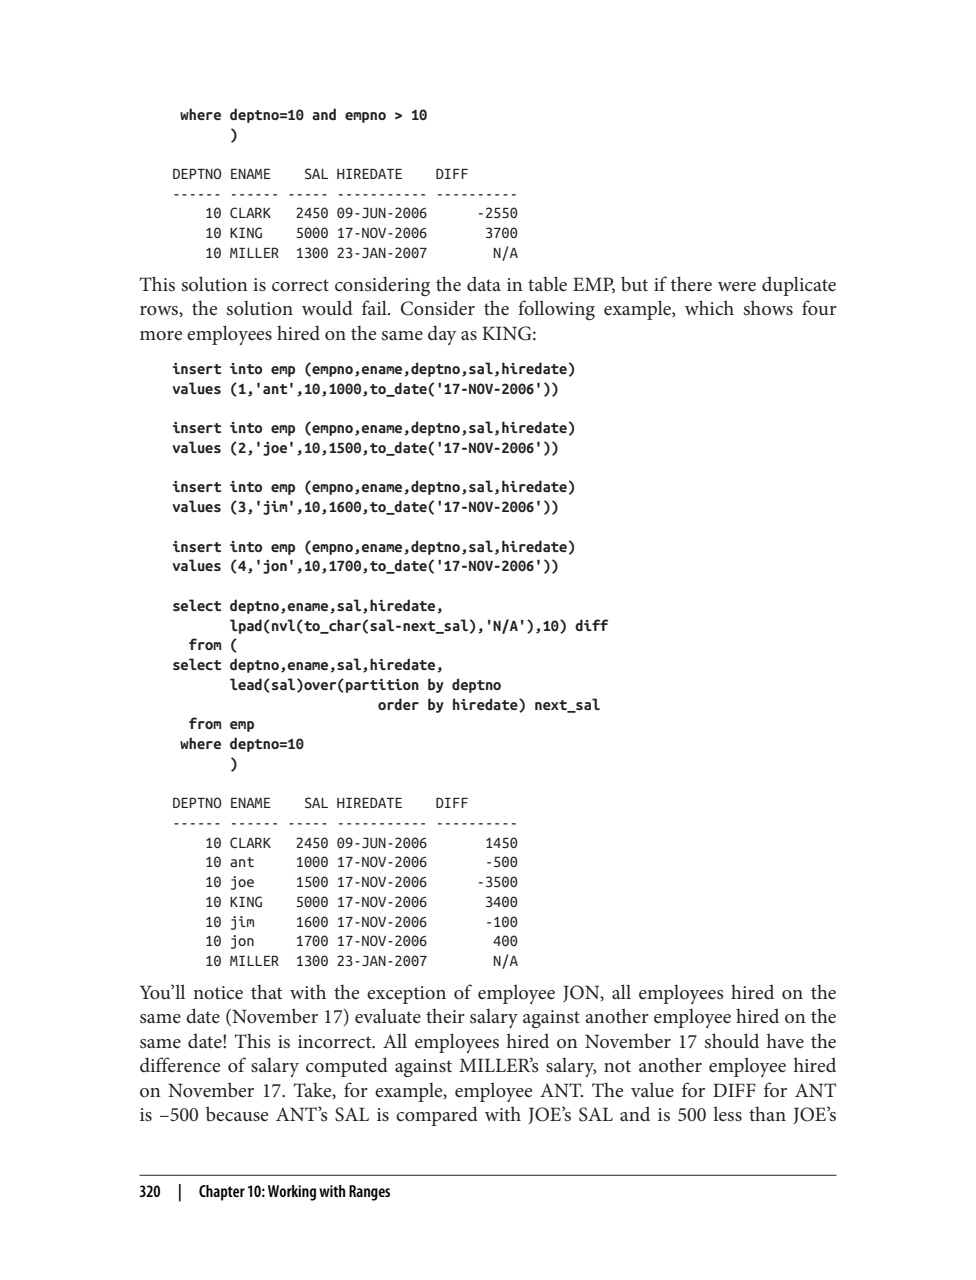 where deptno=10 and empno > 10
)
DEPTNO ENAME    SAL HIREDATE    DIFF
------ ------ ----- ----------- ----------
    10 CLARK   2450 09-JUN-2006      -2550
    10 KING    5000 17-NOV-2006       3700
    10 MILLER  1300 23-JAN-2007        N/A
This solution is correct considering the data in table EMP, but if there were duplicate
rows, the solution would fail. Consider the following example, which shows four
more employees hired on the same day as KING:
insert into emp (empno,ename,deptno,sal,hiredate)
values (1,'ant',10,1000,to_date('17-NOV-2006'))
insert into emp (empno,ename,deptno,sal,hiredate)
values (2,'joe',10,1500,to_date('17-NOV-2006'))
insert into emp (empno,ename,deptno,sal,hiredate)
values (3,'jim',10,1600,to_date('17-NOV-2006'))
insert into emp (empno,ename,deptno,sal,hiredate)
values (4,'jon',10,1700,to_date('17-NOV-2006'))
select deptno,ename,sal,hiredate,
       lpad(nvl(to_char(sal-next_sal),'N/A'),10) diff
  from (
select deptno,ename,sal,hiredate,
       lead(sal)over(partition by deptno
                         order by hiredate) next_sal
  from emp
 where deptno=10
       )
DEPTNO ENAME    SAL HIREDATE    DIFF
------ ------ ----- ----------- ----------
    10 CLARK   2450 09-JUN-2006       1450
    10 ant     1000 17-NOV-2006       -500
    10 joe     1500 17-NOV-2006      -3500
    10 KING    5000 17-NOV-2006       3400
    10 jim     1600 17-NOV-2006       -100
    10 jon     1700 17-NOV-2006        400
    10 MILLER  1300 23-JAN-2007        N/A
You’ll notice that with the exception of employee JON, all employees hired on the
same date (November 17) evaluate their salary against another employee hired on the
same date! This is incorrect. All employees hired on November 17 should have the
difference of salary computed against MILLER’s salary, not another employee hired
on November 17. Take, for example, employee ANT. The value for DIFF for ANT
is –500 because ANT’s SAL is compared with JOE’s SAL and is 500 less than JOE’s
320 | Chapter 10: Working with Ranges